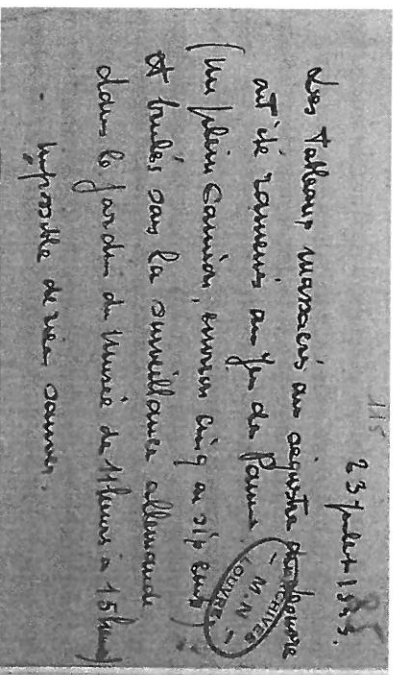 115
23 juillet 1943.
Les Tableaux massacrés au séquestre du Louvre
ont été ramenés au Jeu de Paume
(un plein camion, environ cinq à six cents)
et brulés sous la surveillance allemande
dans le jardin du Musée de 11 heures à 15 heures)
- Impossible de rien sauver.
ARCHIVES
- M.N -
LOUVRE